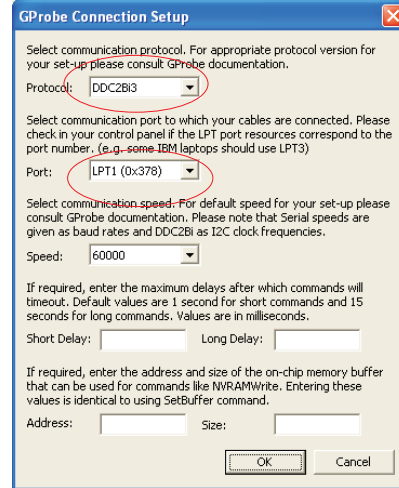 GProbe Connection Setup
Select communication protocol. For appropriate protocol version for
your set-up please consult GProbe documentation.
Protocol: DDC2Bi3
Select communication port to which your cables are connected. Please
check in your control panel if the LPT port resources correspond to the
port number. (e.g. some IBM laptops should use LPT3)
Port: LPT1 (0x378)
Select communication speed. For default speed for your set-up please
consult GProbe documentation. Please note that Serial speeds are
given as baud rates and DDC2Bi as I2C clock frequencies.
Speed: 60000
If required, enter the maximum delays after which commands will
timeout. Default values are 1 second for short commands and 15
seconds for long commands. Values are in milliseconds.
Short Delay: Long Delay:
If required, enter the address and size of the on-chip memory buffer
that can be used for commands like NVRAMWrite. Entering these
values is identical to using SetBuffer command.
Address: Size:
OK Cancel